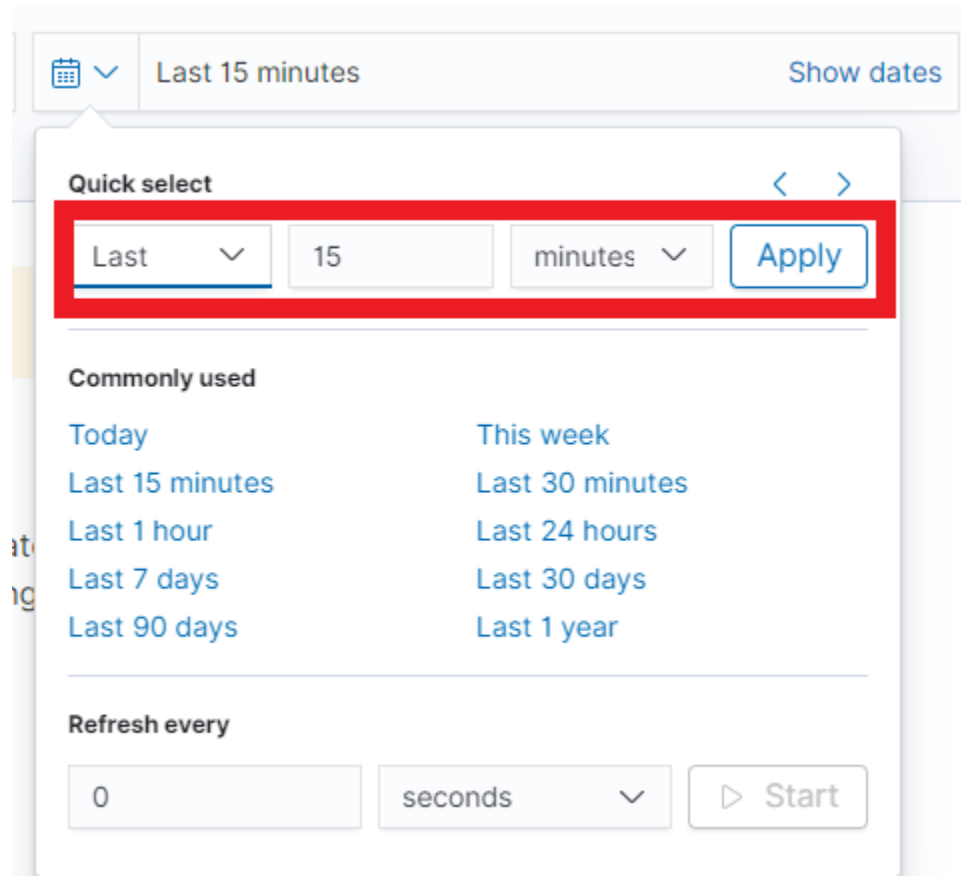 Last 15 minutes Show dates
Quick select
Last 15 minutes Apply
Commonly used
Today This week
Last 15 minutes Last 30 minutes
Last 1 hour Last 24 hours
Last 7 days Last 30 days
Last 90 days Last 1 year
Refresh every
0 seconds Start